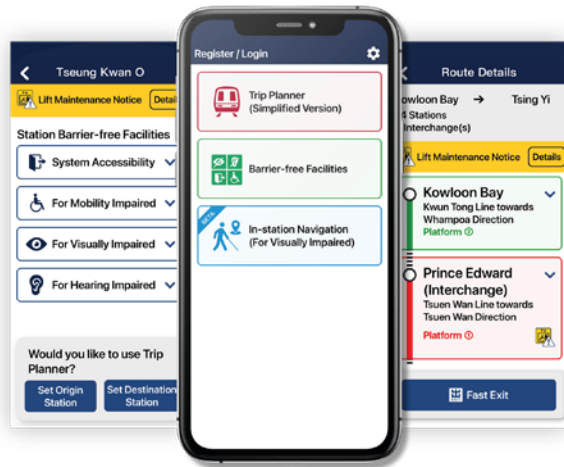 Tseung Kwan O
Lift Maintenance Notice
Station Barrier-free Facilities
System Accessibility
For Mobility Impaired
For Visually Impaired
For Hearing Impaired
Would you like to use Trip
Planner?
Set Origin
Station
Set Destination
Station
Register / Login
Trip Planner
(Simplified Version)
Barrier-free Facilities
BETA
In-station Navigation
(For Visually Impaired)
Route Details
owloon Bay → Tsing Yi
Stations
nterchange(s)
Lift Maintenance Notice Details
Kowloon Bay
Kwun Tong Line towards
Whampoa Direction
Platform ②
Prince Edward
(Interchange)
Tsuen Wan Line towards
Tsuen Wan Direction
Platform ①
Fast Exit